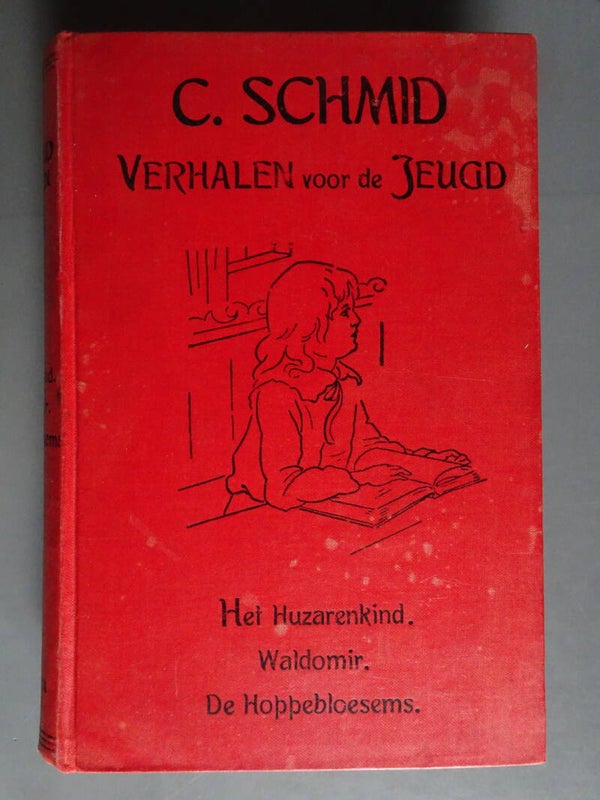 C. SCHMID
VERHALEN voor de JEUGD
Het Huzarenkind.
Waldomir.
De Hoppebloesems.